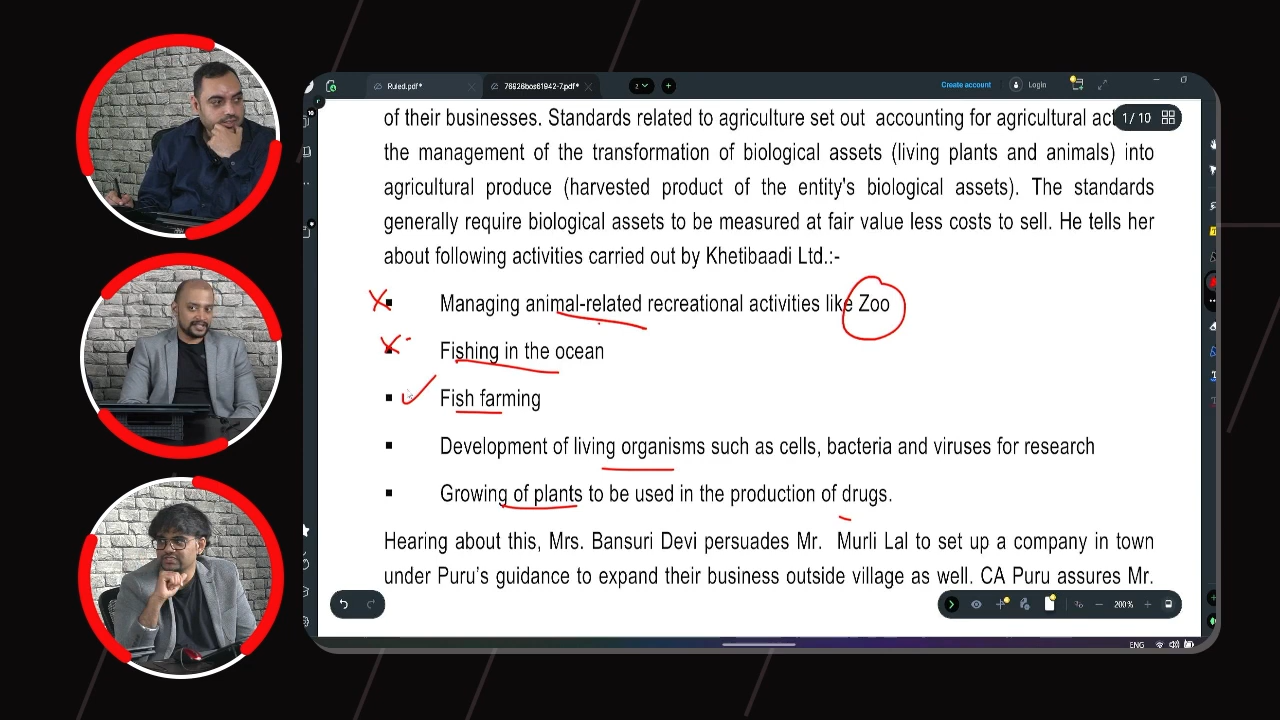 Ruled.pdf*
76926bos61942-7.pdf*
2
Create account
Login
1 / 10
of their businesses. Standards related to agriculture set out accounting for agricultural act
the management of the transformation of biological assets (living plants and animals) into
agricultural produce (harvested product of the entity's biological assets). The standards
generally require biological assets to be measured at fair value less costs to sell. He tells her
about following activities carried out by Khetibaadi Ltd.:-
▪ Managing animal-related recreational activities like Zoo
▪ Fishing in the ocean
▪ Fish farming
▪ Development of living organisms such as cells, bacteria and viruses for research
▪ Growing of plants to be used in the production of drugs.
Hearing about this, Mrs. Bansuri Devi persuades Mr. Murli Lal to set up a company in town
under Puru's guidance to expand their business outside village as well. CA Puru assures Mr.
200%
ENG